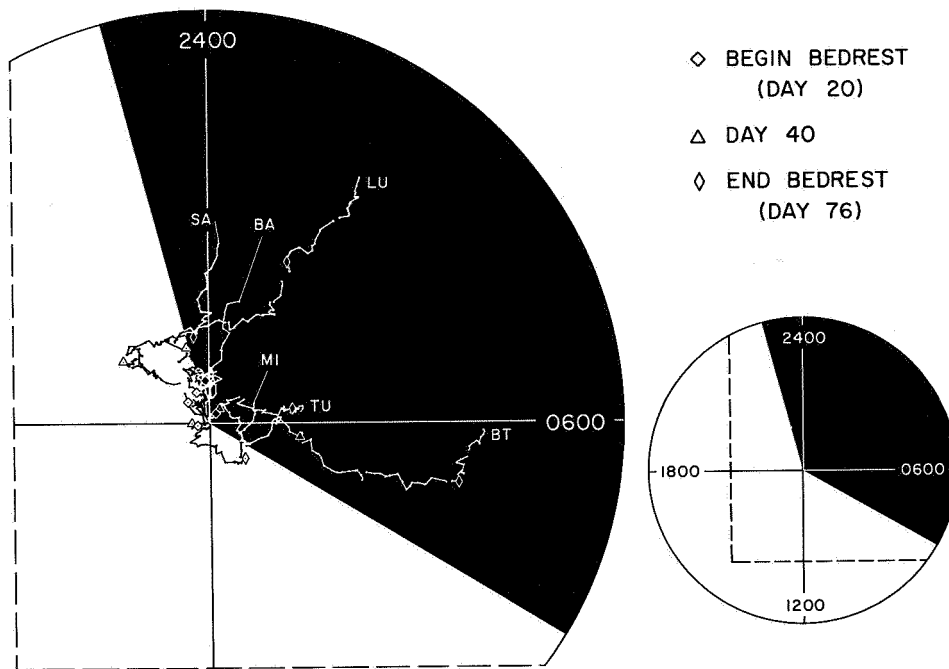 2400
SA
BA
LU
MI
TU
BT
0600
BEGIN BEDREST
(DAY 20)
DAY 40
END BEDREST
(DAY 76)
2400
1800
0600
1200